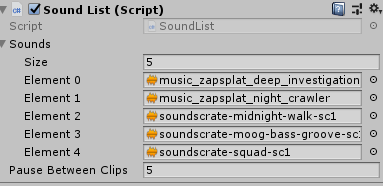 Sound List (Script)
Script SoundList
Sounds
Size 5
Element 0 music_zapsplat_deep_investigation
Element 1 music_zapsplat_night_crawler
Element 2 soundscrate-midnight-walk-sc1
Element 3 soundscrate-moog-bass-groove-sc1
Element 4 soundscrate-squad-sc1
Pause Between Clips 5